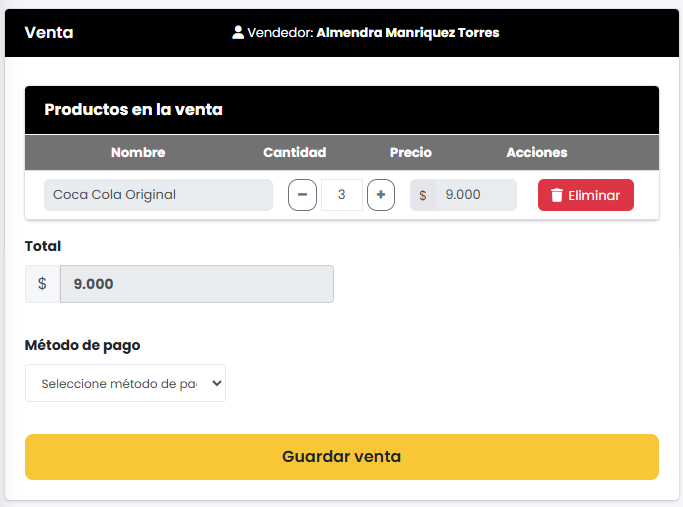 Venta
Vendedor: Almendra Manriquez Torres
Productos en la venta
Nombre Cantidad Precio Acciones
Coca Cola Original − 3 + $ 9.000 Eliminar
Total
$ 9.000
Método de pago
Seleccione método de pa
Guardar venta